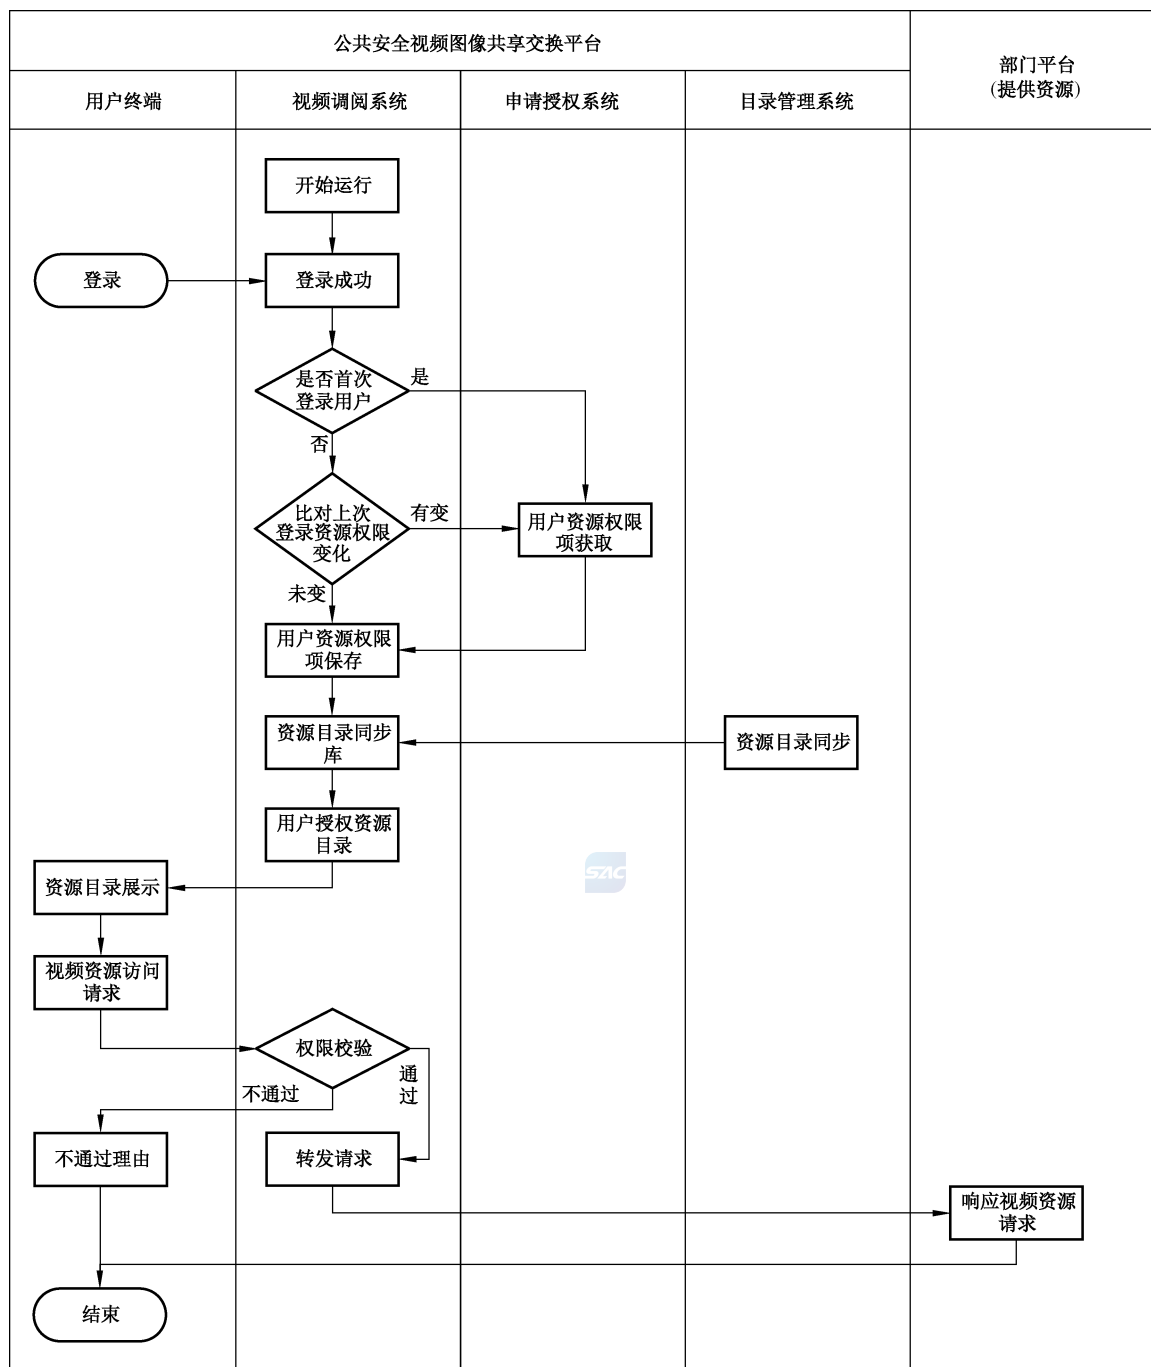 公共安全视频图像共享交换平台
部门平台
(提供资源)
用户终端
视频调阅系统
申请授权系统
目录管理系统
开始运行
登录
登录成功
是否首次
登录用户
是
否
比对上次
登录资源权限
变化
有变
用户资源权限
项获取
未变
用户资源权限
项保存
资源目录同步
库
资源目录同步
用户授权资源
目录
SAC
资源目录展示
视频资源访问
请求
权限校验
通
过
不通过
不通过理由
转发请求
响应视频资源
请求
结束